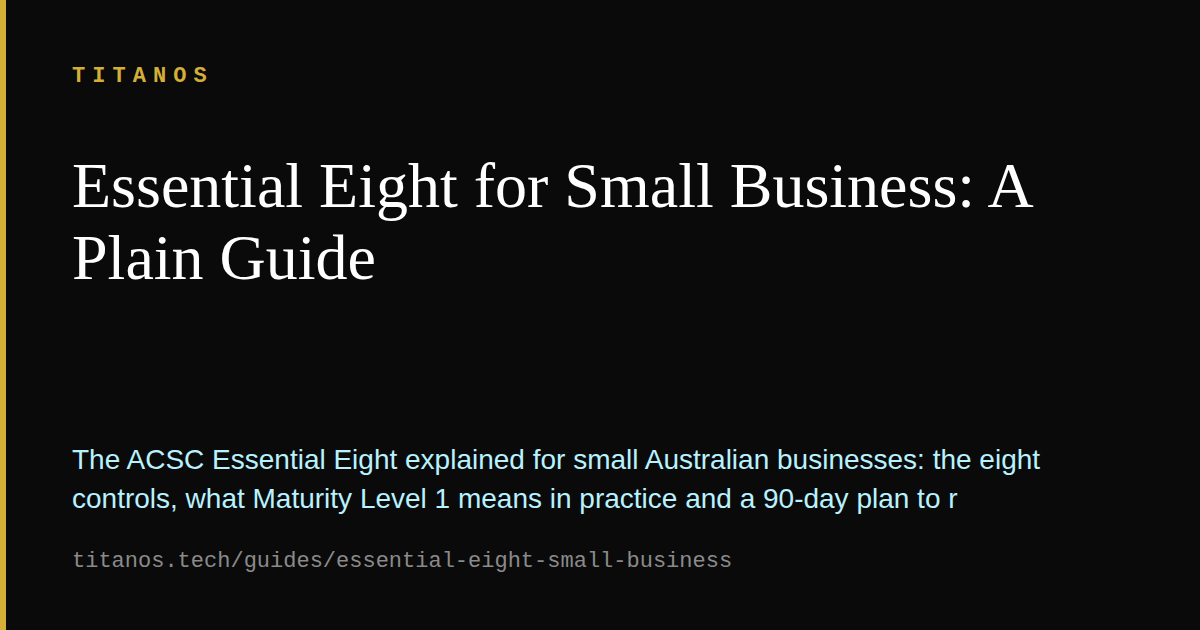 TITANOS
Essential Eight for Small Business: A
Plain Guide
The ACSC Essential Eight explained for small Australian businesses: the eight
controls, what Maturity Level 1 means in practice and a 90-day plan to r
titanos.tech/guides/essential-eight-small-business